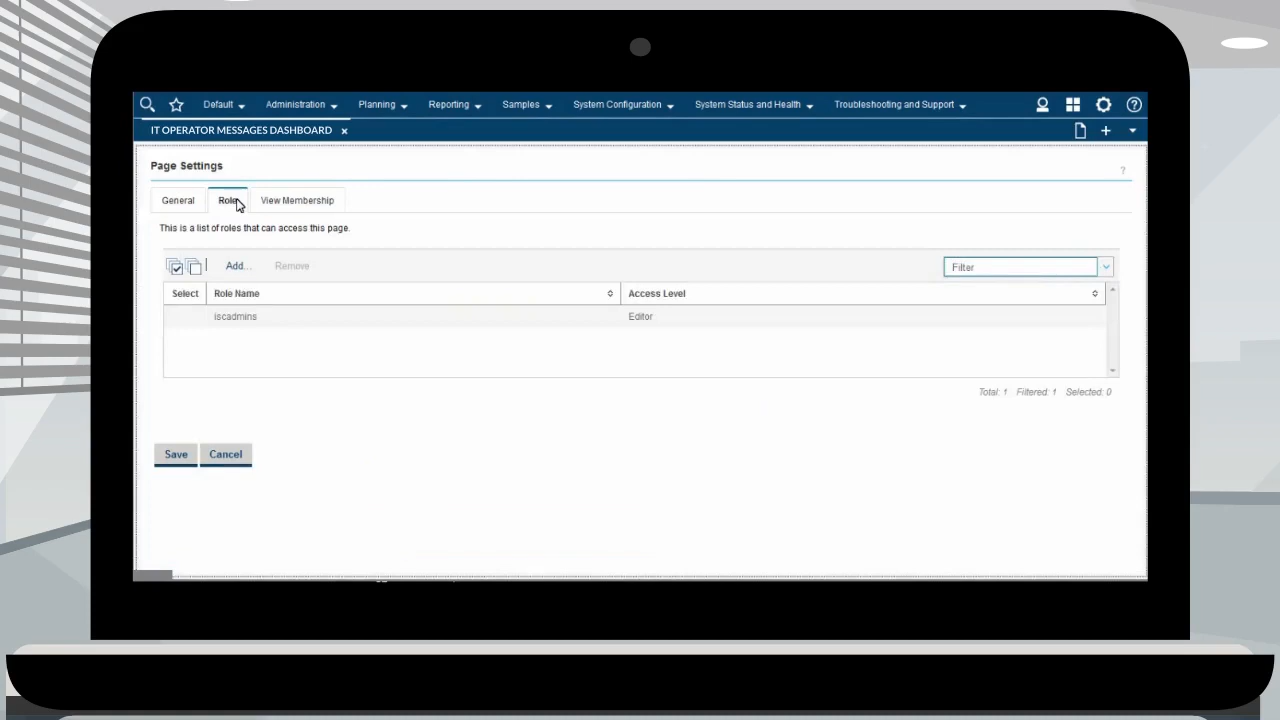 Default Administration Planning Reporting Samples System Configuration System Status and Health Troubleshooting and Support
IT OPERATOR MESSAGES DASHBOARD
Page Settings
General Role View Membership
This is a list of roles that can access this page.
Add... Remove Filter
Select Role Name Access Level
iscadmins Editor
Total: 1 Filtered: 1 Selected: 0
Save Cancel